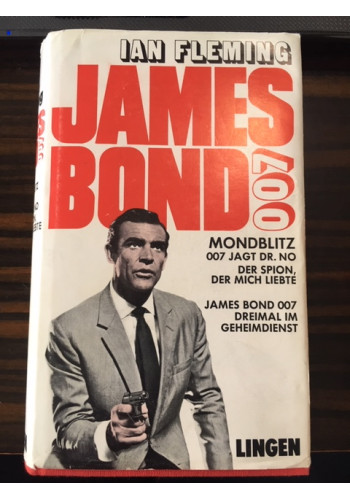 IAN FLEMING
JAMES
BOND
007
MONDBLITZ
007 JAGT DR. NO
DER SPION,
DER MICH LIEBTE
JAMES BOND 007
DREIMAL IM
GEHEIMDIENST
LINGEN